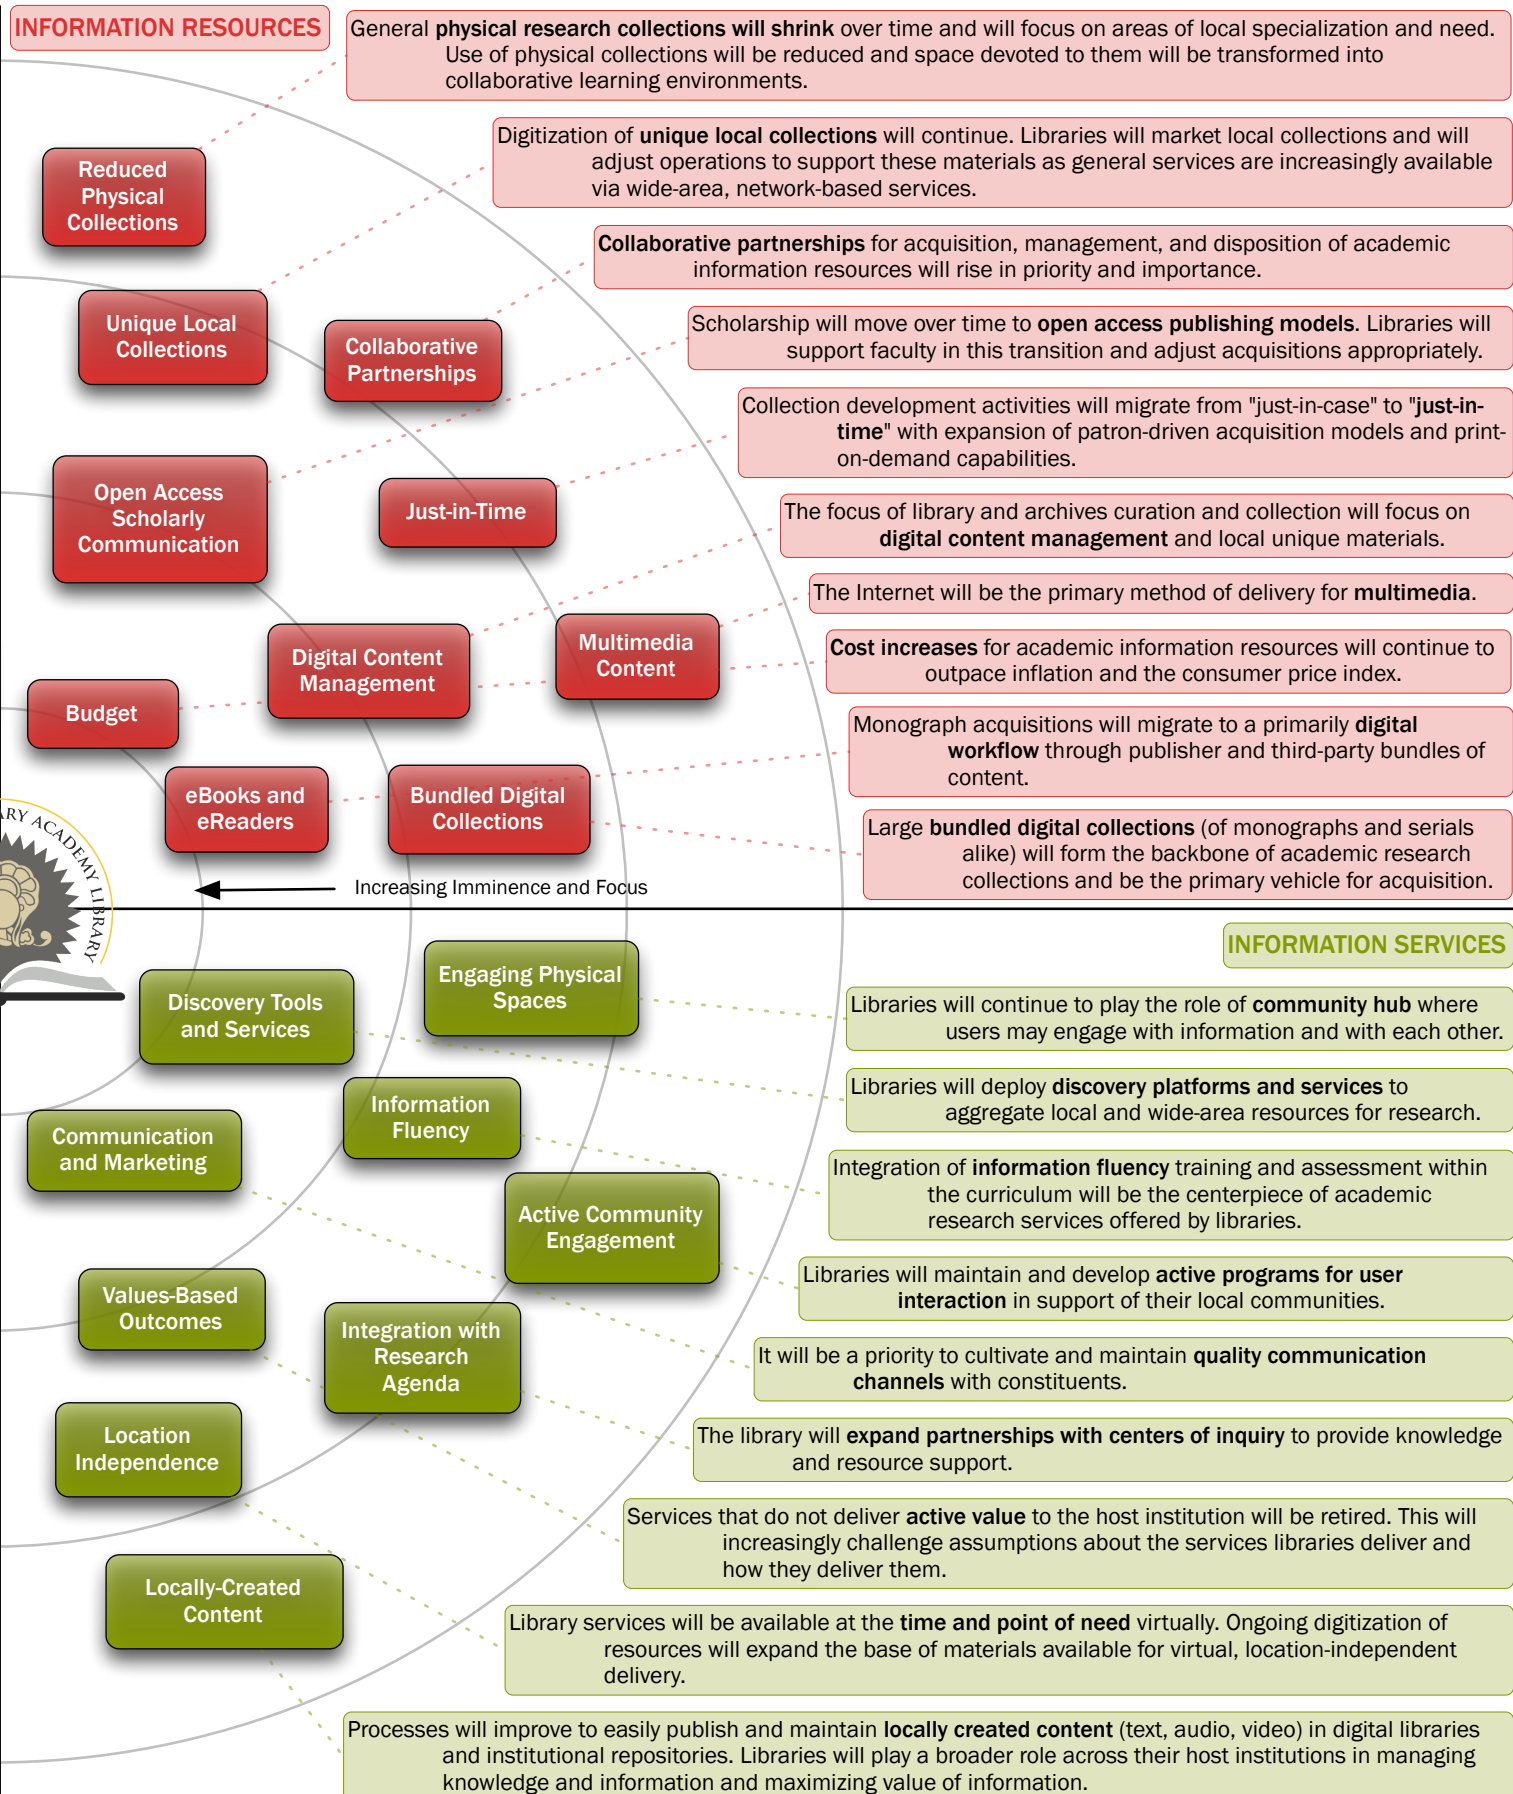 INFORMATION RESOURCES
General physical research collections will shrink over time and will focus on areas of local specialization and need.
Use of physical collections will be reduced and space devoted to them will be transformed into
collaborative learning environments.
Digitization of unique local collections will continue. Libraries will market local collections and will
adjust operations to support these materials as general services are increasingly available
via wide-area, network-based services.
Reduced
Physical
Collections
Collaborative partnerships for acquisition, management, and disposition of academic
information resources will rise in priority and importance.
Unique Local
Collections
Collaborative
Partnerships
Scholarship will move over time to open access publishing models. Libraries will
support faculty in this transition and adjust acquisitions appropriately.
Collection development activities will migrate from "just-in-case" to "just-in-
time" with expansion of patron-driven acquisition models and print-
on-demand capabilities.
Open Access
Scholarly
Communication
Just-in-Time
The focus of library and archives curation and collection will focus on
digital content management and local unique materials.
The Internet will be the primary method of delivery for multimedia.
Digital Content
Management
Multimedia
Content
Cost increases for academic information resources will continue to
outpace inflation and the consumer price index.
Budget
Monograph acquisitions will migrate to a primarily digital
workflow through publisher and third-party bundles of
content.
eBooks and
eReaders
Bundled Digital
Collections
Large bundled digital collections (of monographs and serials
alike) will form the backbone of academic research
collections and be the primary vehicle for acquisition.
ACADEMY LIBRARY
Increasing Imminence and Focus
INFORMATION SERVICES
Engaging Physical
Spaces
Discovery Tools
and Services
Libraries will continue to play the role of community hub where
users may engage with information and with each other.
Libraries will deploy discovery platforms and services to
aggregate local and wide-area resources for research.
Information
Fluency
Communication
and Marketing
Integration of information fluency training and assessment within
the curriculum will be the centerpiece of academic
research services offered by libraries.
Active Community
Engagement
Libraries will maintain and develop active programs for user
interaction in support of their local communities.
Values-Based
Outcomes
Integration with
Research
Agenda
It will be a priority to cultivate and maintain quality communication
channels with constituents.
Location
Independence
The library will expand partnerships with centers of inquiry to provide knowledge
and resource support.
Services that do not deliver active value to the host institution will be retired. This will
increasingly challenge assumptions about the services libraries deliver and
how they deliver them.
Locally-Created
Content
Library services will be available at the time and point of need virtually. Ongoing digitization of
resources will expand the base of materials available for virtual, location-independent
delivery.
Processes will improve to easily publish and maintain locally created content (text, audio, video) in digital libraries
and institutional repositories. Libraries will play a broader role across their host institutions in managing
knowledge and information and maximizing value of information.